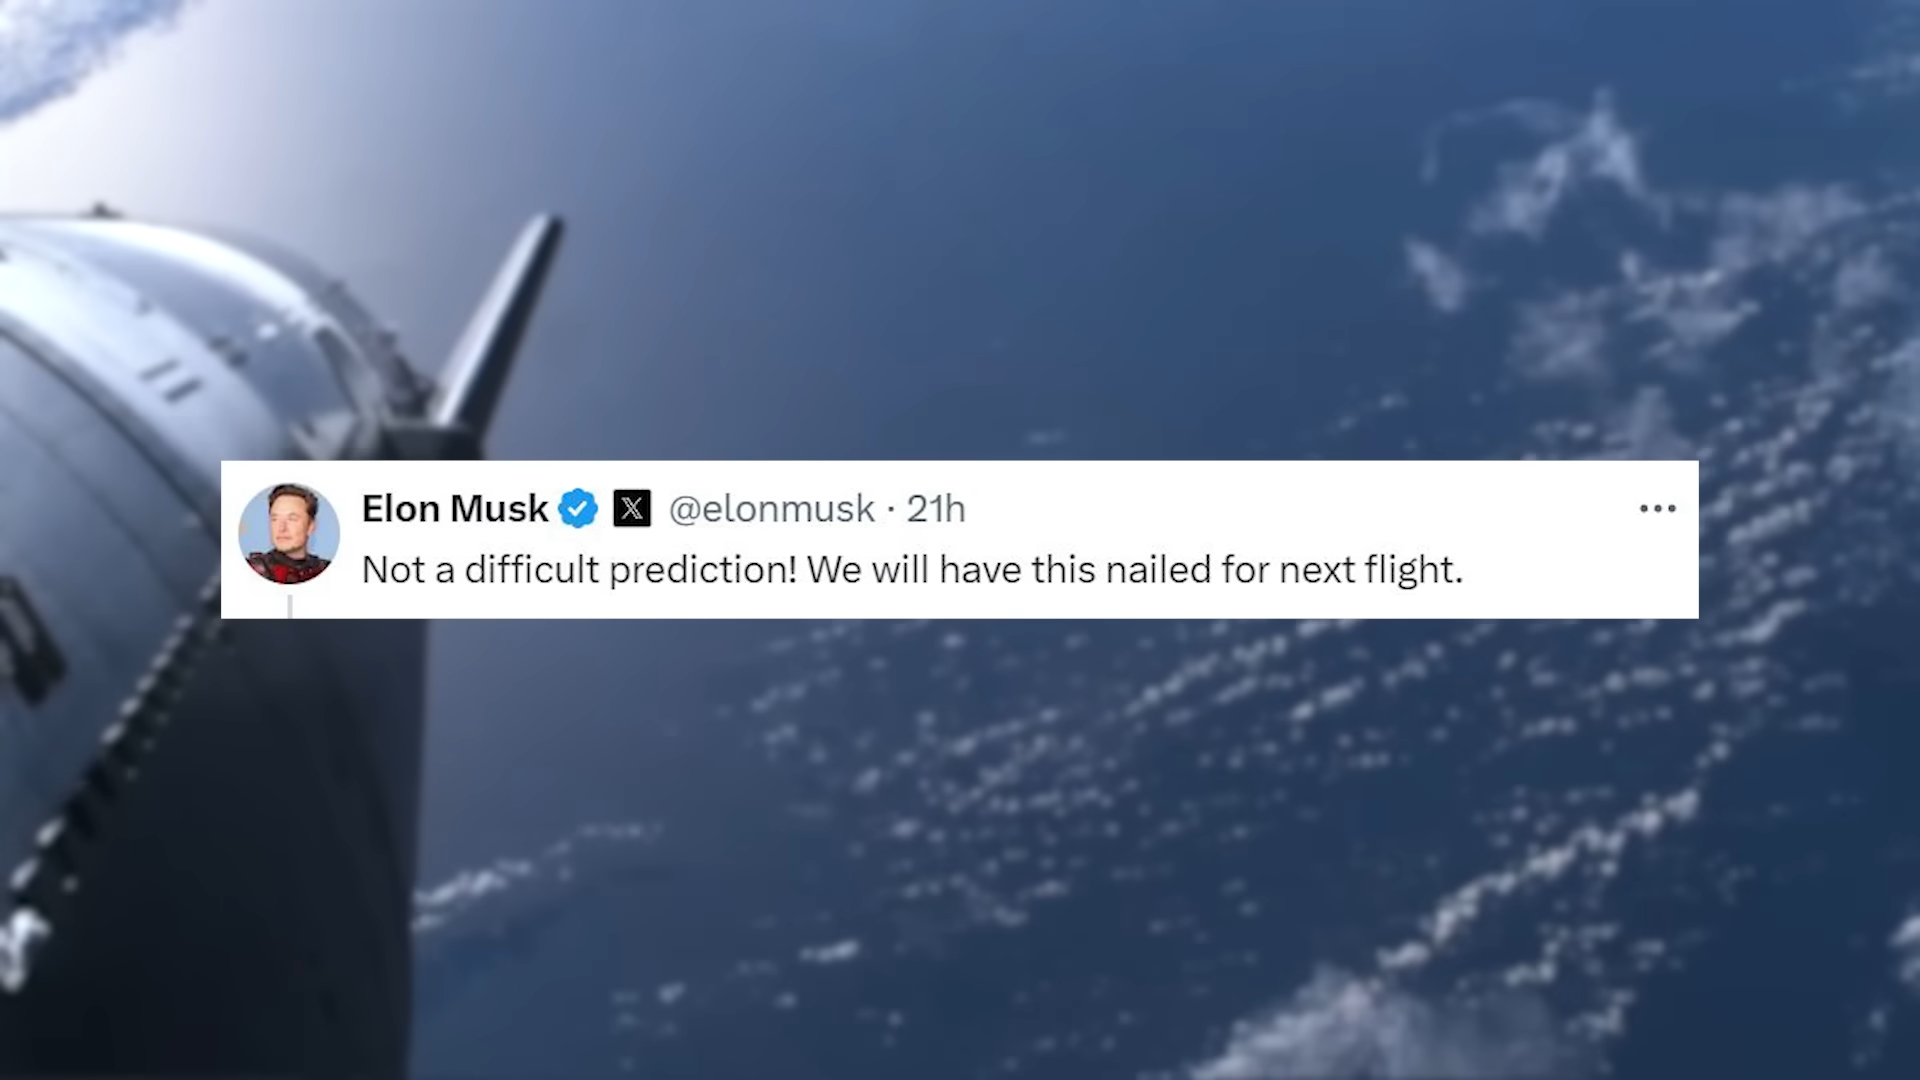 Elon Musk X @elonmusk · 21h
Not a difficult prediction! We will have this nailed for next flight.